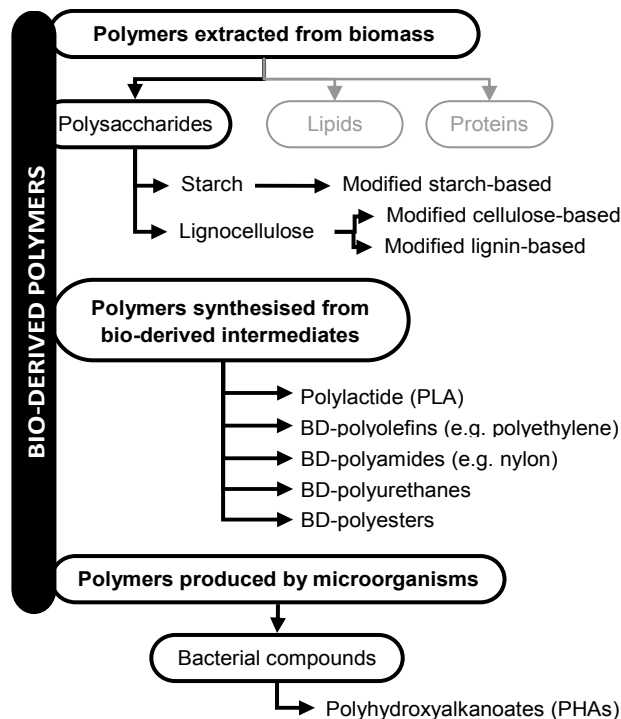 BIO-DERIVED POLYMERS
Polymers extracted from biomass
Polysaccharides
Lipids
Proteins
Starch
Modified starch-based
Lignocellulose
Modified cellulose-based
Modified lignin-based
Polymers synthesised from
bio-derived intermediates
Polylactide (PLA)
BD-polyolefins (e.g. polyethylene)
BD-polyamides (e.g. nylon)
BD-polyurethanes
BD-polyesters
Polymers produced by microorganisms
Bacterial compounds
Polyhydroxyalkanoates (PHAs)